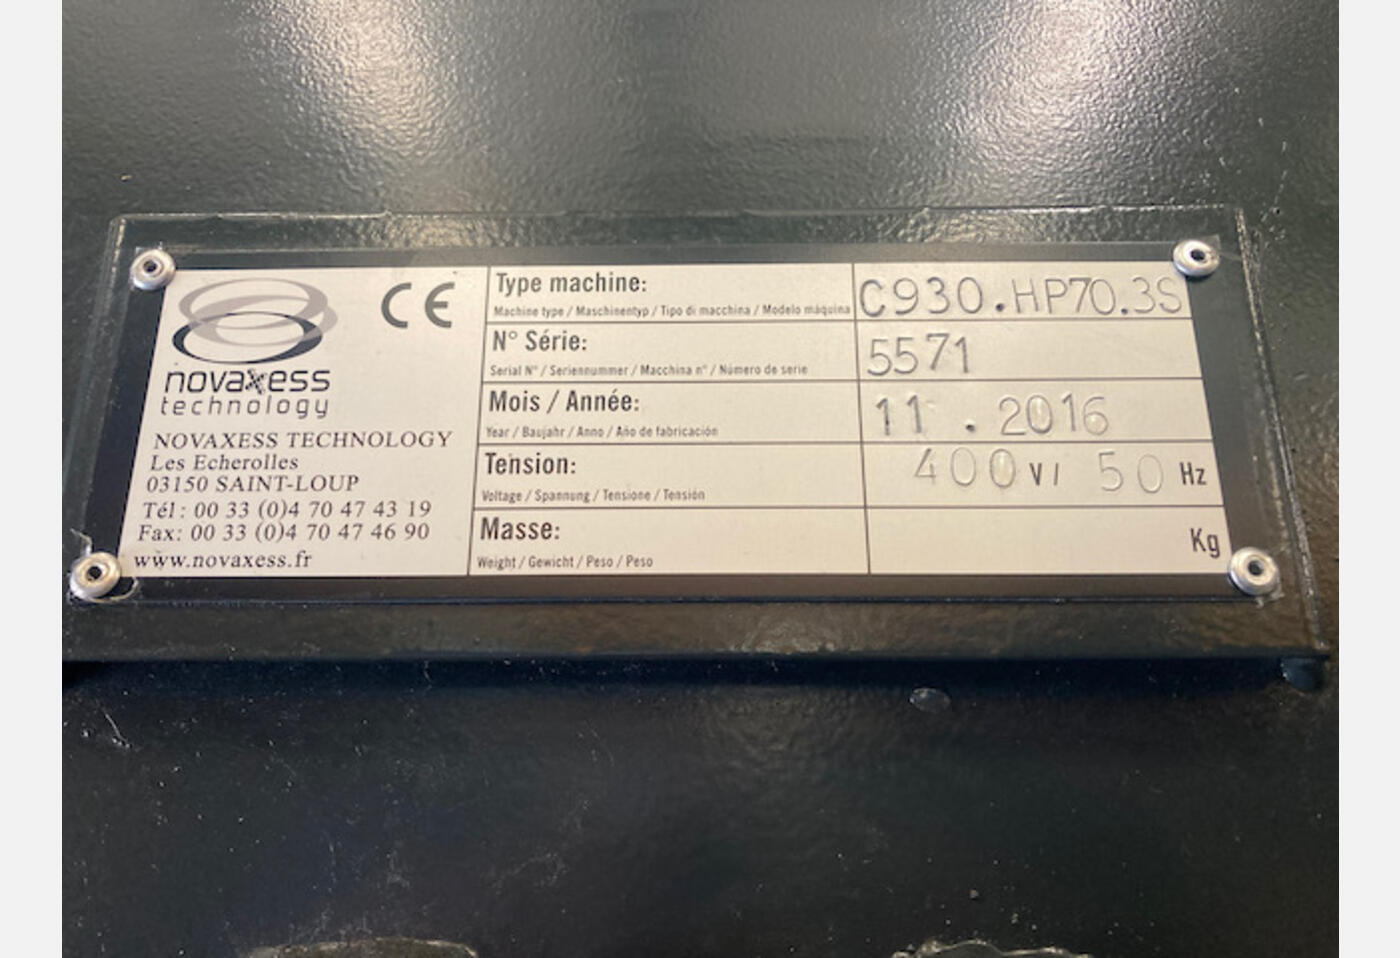 novaxess
technology
CE
NOVAXESS TECHNOLOGY
Les Echerolles
03150 SAINT-LOUP
Tél : 00 33 (0)4 70 47 43 19
Fax: 00 33 (0)4 70 47 46 90
www.novaxess.fr
Type machine: C930.HP70.3S
Machine type / Maschinentyp / Tipo di macchina / Modelo máquina
N° Série: 5571
Serial N° / Seriennummer / Macchina n° / Número de serie
Mois / Année: 11 . 2016
Year / Baujahr / Anno / Año de fabricación
Tension: 400 V / 50 Hz
Voltage / Spannung / Tensione / Tensión
Masse: Kg
Weight / Gewicht / Peso / Peso